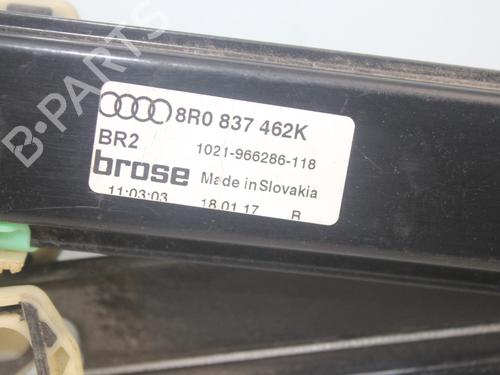 B-PARTS
8R0 837 462K
BR2
1021-966286-118
brose
Made in Slovakia
11:03:03
18.01.17
R